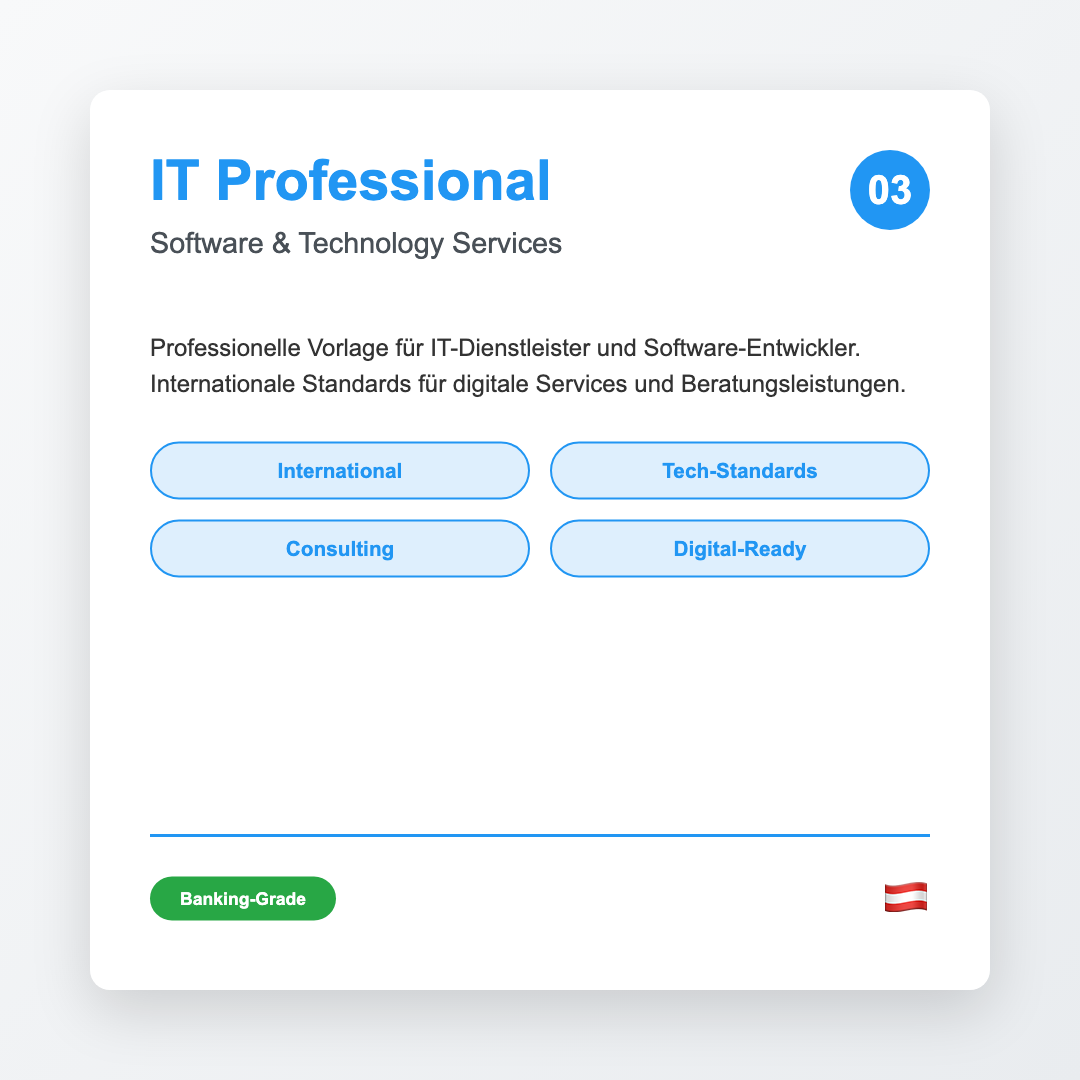 IT Professional
03
Software & Technology Services
Professionelle Vorlage für IT-Dienstleister und Software-Entwickler.
Internationale Standards für digitale Services und Beratungsleistungen.
International
Tech-Standards
Consulting
Digital-Ready
Banking-Grade